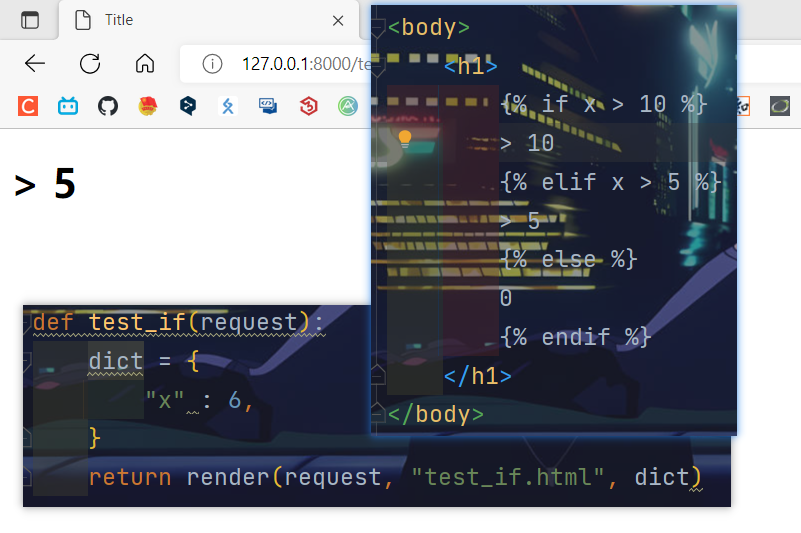 Title
127.0.0.1:8000/te
> 5
<body>
<h1>
{% if x > 10 %}
> 10
{% elif x > 5 %}
> 5
{% else %}
0
{% endif %}
</h1>
</body>
def test_if(request):
dict = {
"x" : 6,
}
return render(request, "test_if.html", dict)